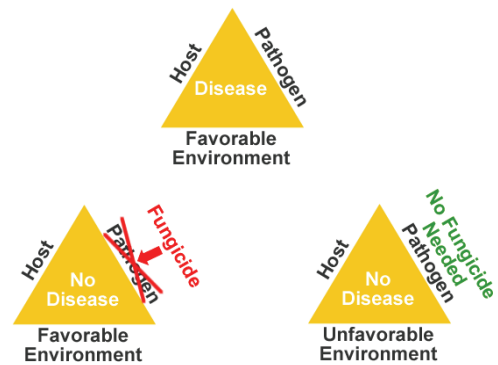 Host
Pathogen
Disease
Favorable
Environment
Host
Pathogen
Fungicide
No
Disease
Favorable
Environment
Host
Pathogen
No Fungicide
Needed
No
Disease
Unfavorable
Environment